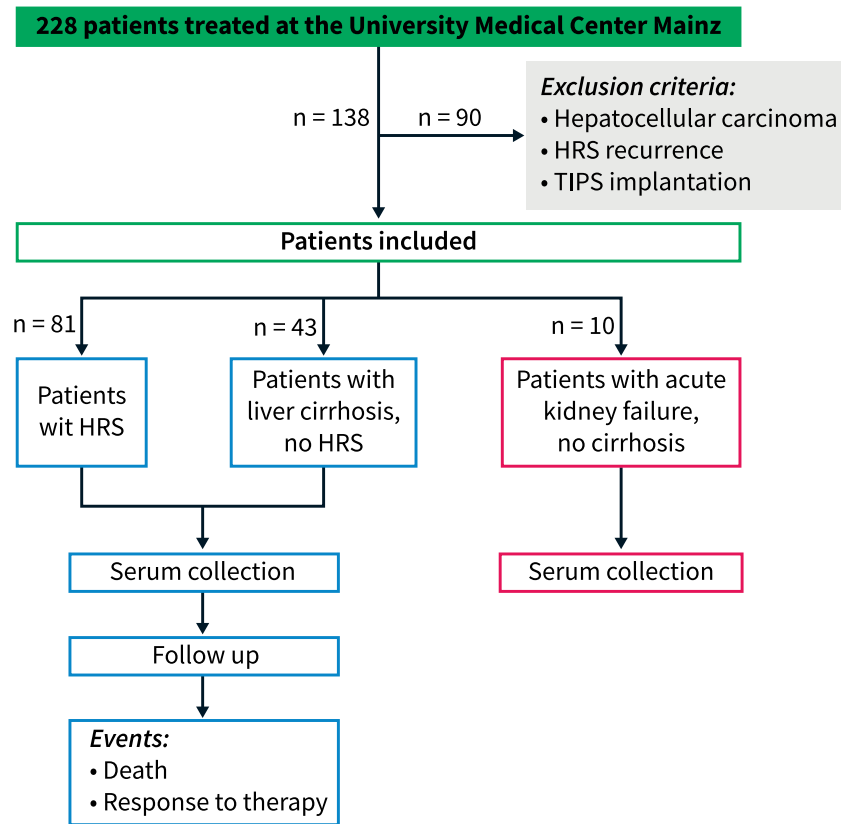 228 patients treated at the University Medical Center Mainz
n = 138
n = 90
Exclusion criteria:
• Hepatocellular carcinoma
• HRS recurrence
• TIPS implantation
Patients included
n = 81
n = 43
n = 10
Patients
wit HRS
Patients with
liver cirrhosis,
no HRS
Patients with acute
kidney failure,
no cirrhosis
Serum collection
Serum collection
Follow up
Events:
• Death
• Response to therapy